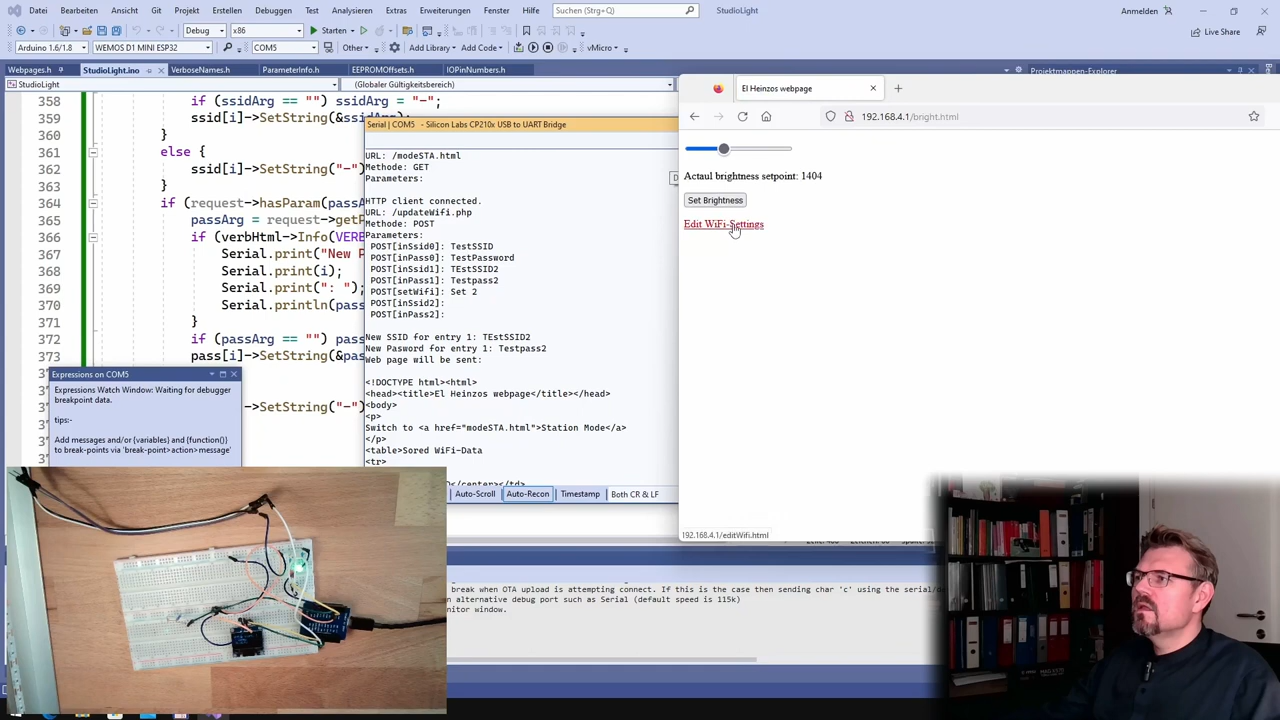 Datei Bearbeiten Ansicht Git Projekt Erstellen Debuggen Test Analysieren Extras Erweiterungen Fenster Hilfe Suchen (Strg+Q) StudioLight Anmelden
Debug x86 Starten Live Share
Arduino 1.6/1.8 WEMOS D1 MINI ESP32 COM5 Other Add Library Add Code vMicro
Webpages.h StudioLight.ino VerboseNames.h ParameterInfo.h EEPROMOffsets.h IOPinNumbers.h Projektmappen-Explorer
StudioLight (Globaler Gültigkeitsbereich)
358 if (ssidArg == "") ssidArg = "-";
359 ssid[i]->SetString(&ssidArg);
360 }
361 else {
362 ssid[i]->SetString("-")
363 }
364 if (request->hasParam(pass
365 passArg = request->getP
366 if (verbHtml->Info(VERB
367 Serial.print("New P
368 Serial.print(i);
369 Serial.print(": ");
370 Serial.println(pass
371 }
372 if (passArg == "") pass
373 pass[i]->SetString(&pas
->SetString("-")
Serial | COM5 - Silicon Labs CP210x USB to UART Bridge
URL: /modeSTA.html
Methode: GET
Parameters:
HTTP client connected.
URL: /updateWifi.php
Methode: POST
Parameters:
POST[inSsid0]: TestSSID
POST[inPass0]: TestPassword
POST[inSsid1]: TEstSSID2
POST[inPass1]: Testpass2
POST[setWifi]: Set 2
POST[inSsid2]:
POST[inPass2]:
New SSID for entry 1: TEstSSID2
New Pasword for entry 1: Testpass2
Web page will be sent:
<!DOCTYPE html><html>
<head><title>El Heinzos webpage</title></head>
<body>
<p>
Switch to <a href="modeSTA.html">Station Mode</a>
</p>
<table>Sored WiFi-Data
<tr>
</center></td>
Auto-Scroll Auto-Recon Timestamp Both CR & LF
Expressions on COM5
Expressions Watch Window: Waiting for debugger
breakpoint data.
tips:-
Add messages and/or {variables} and {function()}
to break-points via 'break-point>action>message'
El Heinzos webpage
192.168.4.1/bright.html
Actaul brightness setpoint: 1404
Set Brightness
Edit WiFi-Settings
192.168.4.1/editWifi.html
break when OTA upload is attempting connect. If this is the case then sending char 'c' using the serial/de
n alternative debug port such as Serial (default speed is 115k)
nitor window.